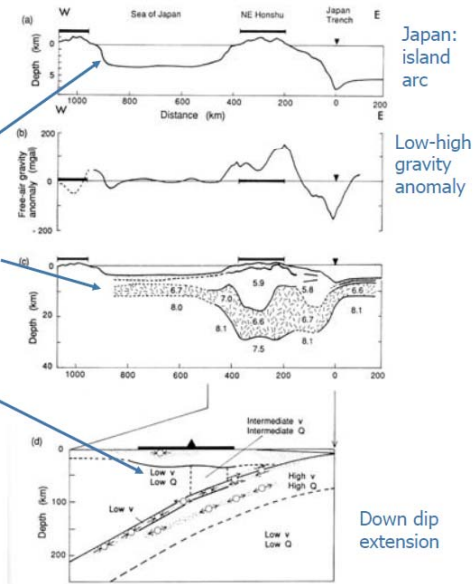 (a)
W
Sea of Japan
NE Honshu
Japan
Trench
E
Japan:
island
arc
Depth (km)
0
5
1000
800
600
400
200
0
200
W
Distance (km)
E
(b)
Free-air gravity
anomaly (mgal)
200
0
- 200
Low-high
gravity
anomaly
(c)
Depth (km)
0
20
40
6.7
8.0
7.0
8.1
5.9
6.6
7.5
5.8
6.7
8.1
6.6
8.1
1000
800
600
400
200
0
200
(d)
Depth (km)
0
100
200
Intermediate v
Intermediate Q
Low v
Low Q
Low v
High v
High Q
Low v
Low Q
Down dip
extension